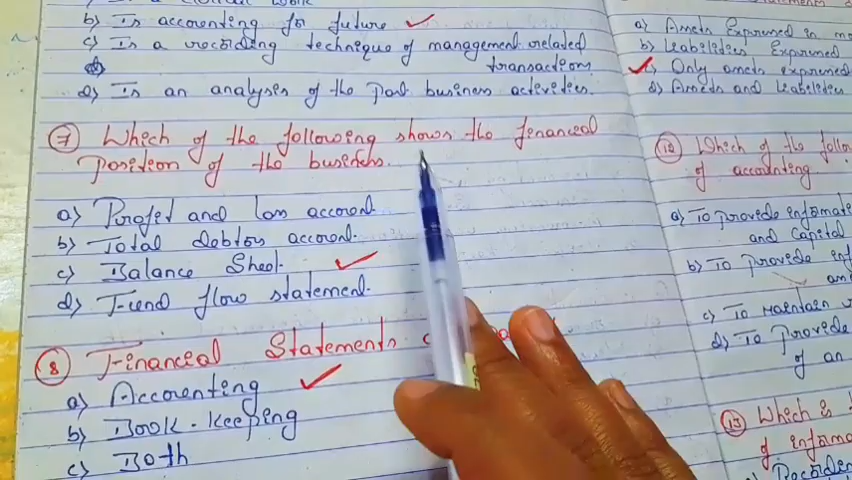 b) Is accounting for future
c) Is a recording technique of management related
transactions
d) Is an analyses of the past business activities.
7) Which of the following shows the financial
Position of the business.
a) Profit and loss account.
b) Total debtors account.
c) Balance Sheet.
d) Fund flow statement.
8) Financial Statements
a) Accounting
b) Book-keeping
c) Both
a) Assets Expressed in
b) Leabilities Expressed
c) Only assets expressed
d) Assets and Leabilities
Which of the
of accounting
a) To provide
and capital
b) To provide
c) To Maintain
d) To Provide
of an
13) Which is
of